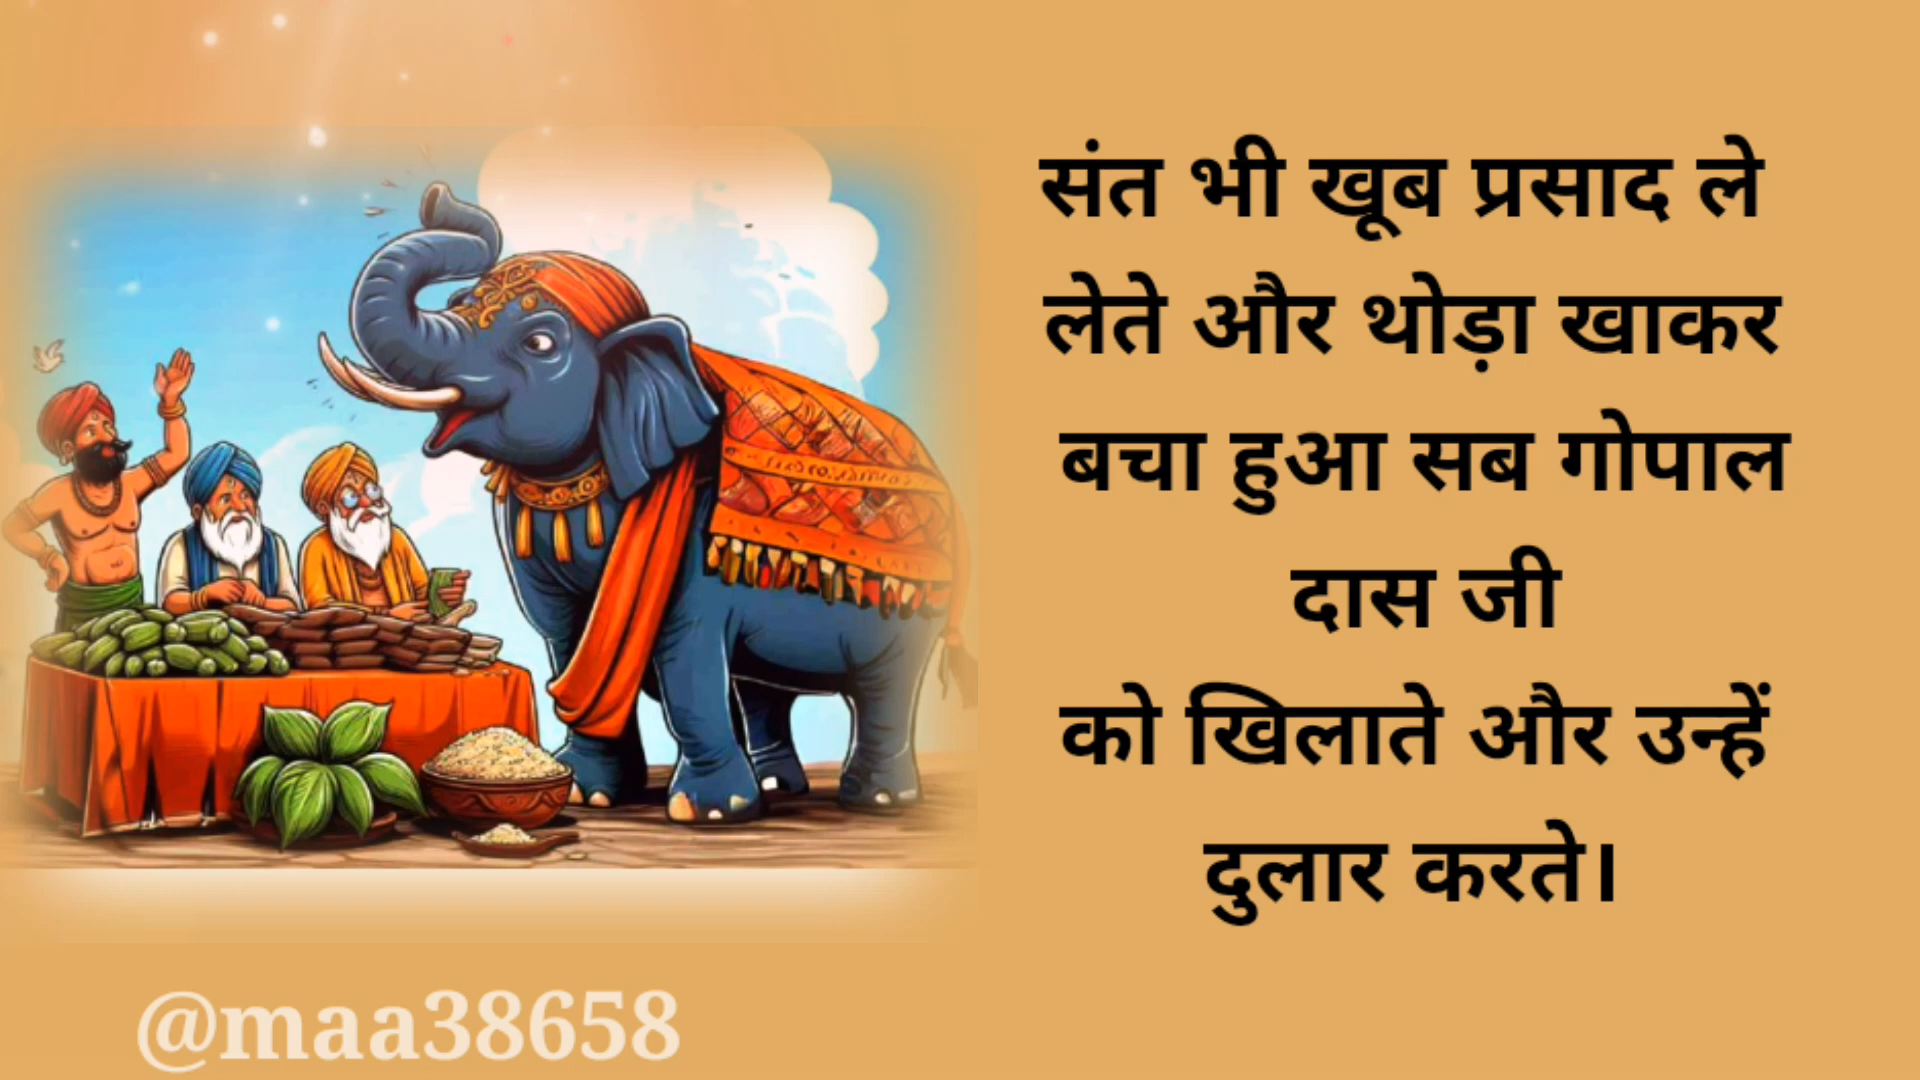 संत भी खूब प्रसाद ले
लेते और थोड़ा खाकर
बचा हुआ सब गोपाल
दास जी
को खिलाते और उन्हें
दुलार करते।
@maa38658